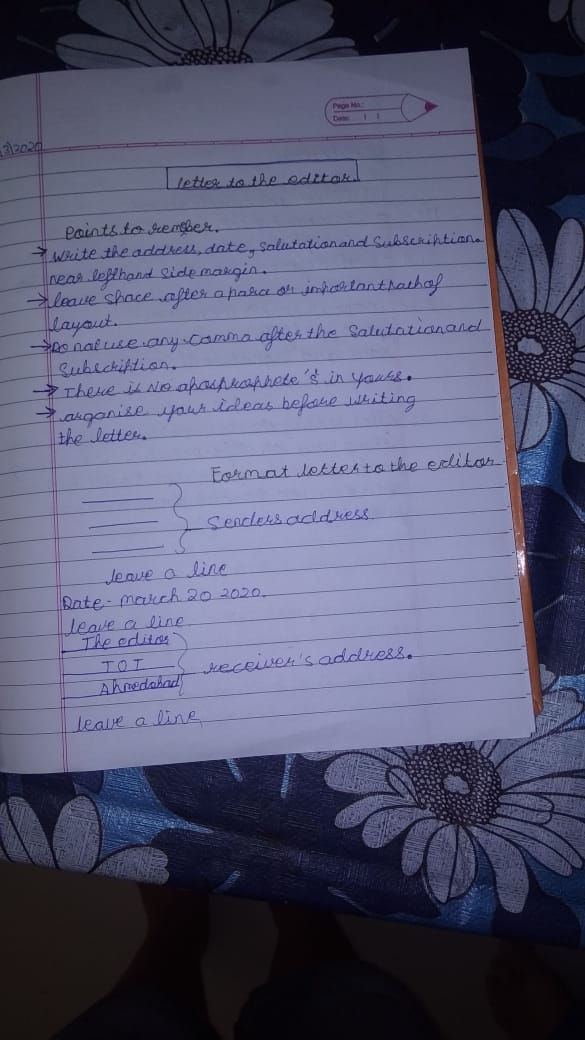 Page No.:
Date: | |
3/2020
letter to the editor.
Points to remember.
→ Write the address, date, salutation and Subscription.
near lefthand side margin.
→ leave space after a para or important of
layout.
→ Do not use any comma after the Salutation and
Subscription.
→ There is No 's in yours.
→ organise your ideas before writing
the letter.
Format letter to the editor
Senders address
leave a line
Date - march 20 2020.
leave a line
The editor
TOI
Ahmedabad
receiver's address.
leave a line